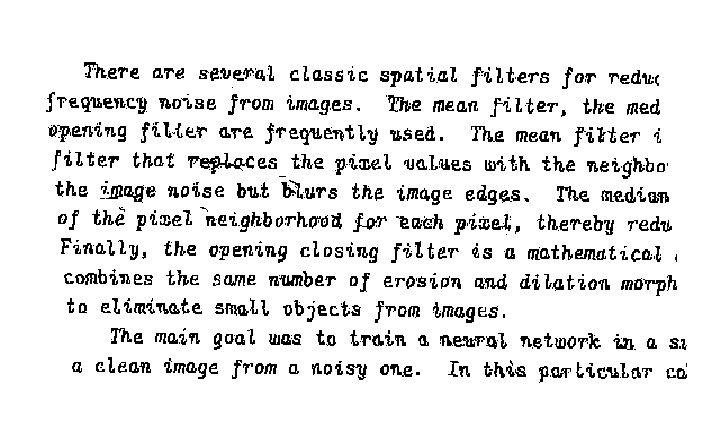 There are several classic spatial filters for reduc
frequency noise from images. The mean filter, the med
opening filter are frequently used. The mean filter i
filter that replaces the pixel values with the neighbo
the image noise but blurs the image edges. The median
of the pixel neighborhood for each pixel, thereby redu
Finally, the opening closing filter is a mathematical
combines the same number of erosion and dilation morph
to eliminate small objects from images.
The main goal was to train a neural network in a s
a clean image from a noisy one. In this particular ca